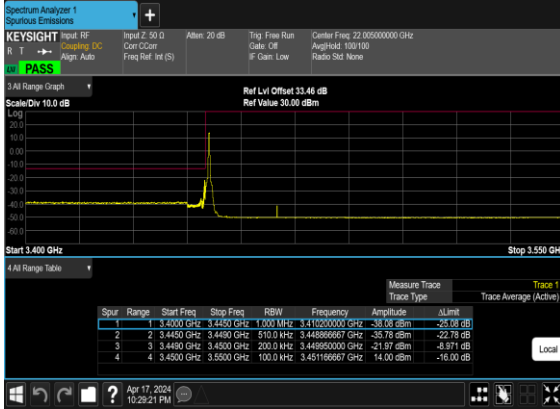 Spectrum Analyzer 1
Spurious Emissions
+
KEYSIGHT
R T
LXI PASS
Input: RF
Coupling: DC
Align: Auto
Input Z: 50 Ω
Corr CCorr
Freq Ref: Int (S)
Atten: 20 dB
Trig: Free Run
Gate: Off
IF Gain: Low
Center Freq: 22.005000000 GHz
Avg|Hold: 100/100
Radio Std: None
3 All Range Graph
Scale/Div 10.0 dB
Ref Lvl Offset 33.46 dB
Ref Value 30.00 dBm
Log
20.0
10.0
0.00
-10.0
-20.0
-30.0
-40.0
-50.0
-60.0
Start 3.400 GHz
Stop 3.550 GH
4 All Range Table
Measure Trace Trace 1
Trace Type Trace Average (Active)
Spur Range Start Freq Stop Freq RBW Frequency Amplitude ΔLimit
1 1 3.4000 GHz 3.4450 GHz 1.000 MHz 3.410200000 GHz -38.08 dBm -25.08 dB
2 2 3.4450 GHz 3.4490 GHz 510.0 kHz 3.448866667 GHz -35.78 dBm -22.78 dB
3 3 3.4490 GHz 3.4500 GHz 200.0 kHz 3.449950000 GHz -21.97 dBm -8.971 dB
4 4 3.4500 GHz 3.5500 GHz 100.0 kHz 3.451166667 GHz 14.00 dBm -16.00 dB
Local
?
Apr 17, 2024
10:29:21 PM